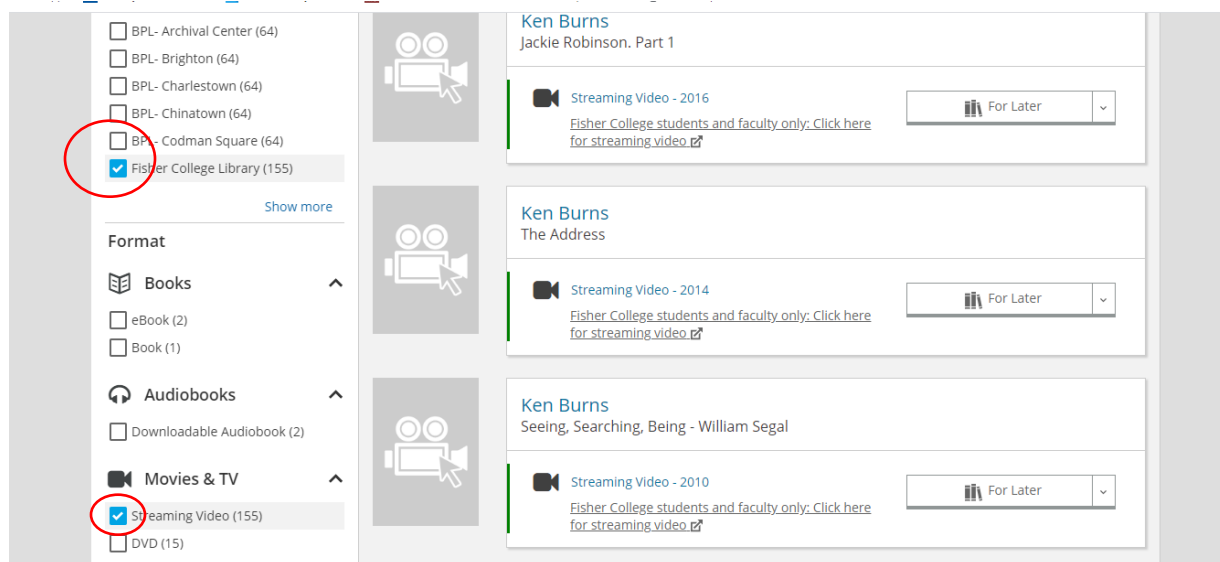 BPL- Archival Center (64)
BPL- Brighton (64)
BPL- Charlestown (64)
BPL- Chinatown (64)
BPL- Codman Square (64)
Fisher College Library (155)
Show more
Format
Books
eBook (2)
Book (1)
Audiobooks
Downloadable Audiobook (2)
Movies & TV
Streaming Video (155)
DVD (15)
Ken Burns
Jackie Robinson. Part 1
Streaming Video - 2016
Fisher College students and faculty only: Click here
for streaming video
For Later
Ken Burns
The Address
Streaming Video - 2014
Fisher College students and faculty only: Click here
for streaming video
For Later
Ken Burns
Seeing, Searching, Being - William Segal
Streaming Video - 2010
Fisher College students and faculty only: Click here
for streaming video
For Later